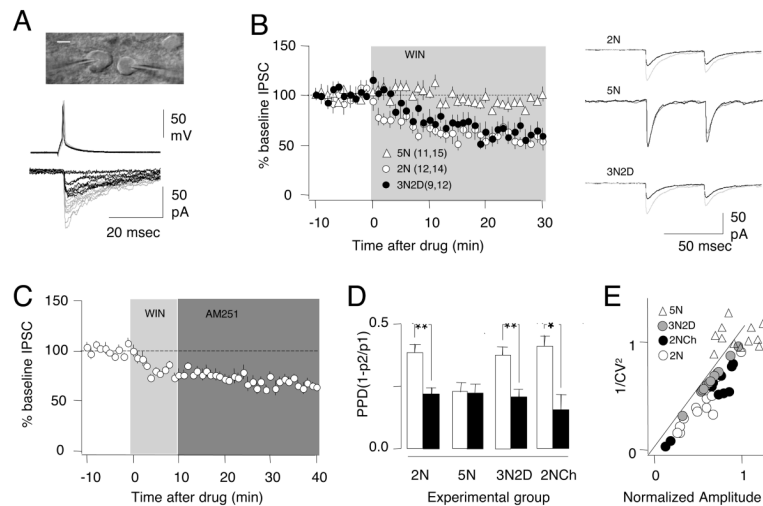 A
50
mV
50
pA
20 msec
B
150
100
50
0
% baseline IPSC
WIN
5N (11,15)
2N (12,14)
3N2D(9,12)
-10
0
10
20
30
Time after drug (min)
2N
5N
3N2D
50
pA
50 msec
C
150
100
50
0
% baseline IPSC
WIN
AM251
-10
0
10
20
30
40
Time after drug (min)
D
0.5
0.0
PPD(1-p2/p1)
**
**
*
2N
5N
3N2D
2NCh
Experimental group
E
5N
3N2D
2NCh
2N
1/CV²
1
0
0
1
Normalized Amplitude